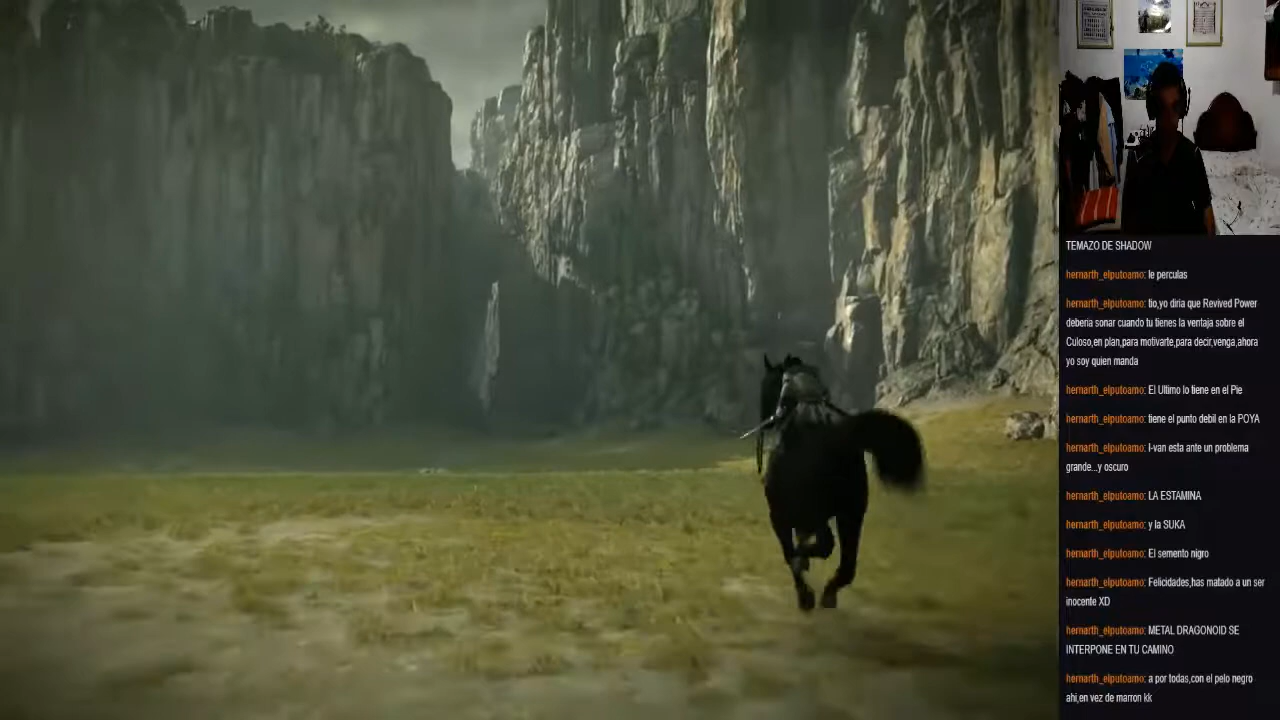 TEMAZO DE SHADOW
hernarth_elputoamo: le perculas
hernarth_elputoamo: tio,yo diria que Revived Power
deberia sonar cuando tu tienes la ventaja sobre el
Culoso,en plan,para motivarte,para decir,venga,ahora
yo soy quien manda
hernarth_elputoamo: El Ultimo lo tiene en el Pie
hernarth_elputoamo: tiene el punto debil en la POYA
hernarth_elputoamo: I-van esta ante un problema
grande...y oscuro
hernarth_elputoamo: LA ESTAMINA
hernarth_elputoamo: y la SUKA
hernarth_elputoamo: El semento nigro
hernarth_elputoamo: Felicidades,has matado a un ser
inocente XD
hernarth_elputoamo: METAL DRAGONOID SE
INTERPONE EN TU CAMINO
hernarth_elputoamo: a por todas,con el pelo negro
ahi,en vez de marron kk